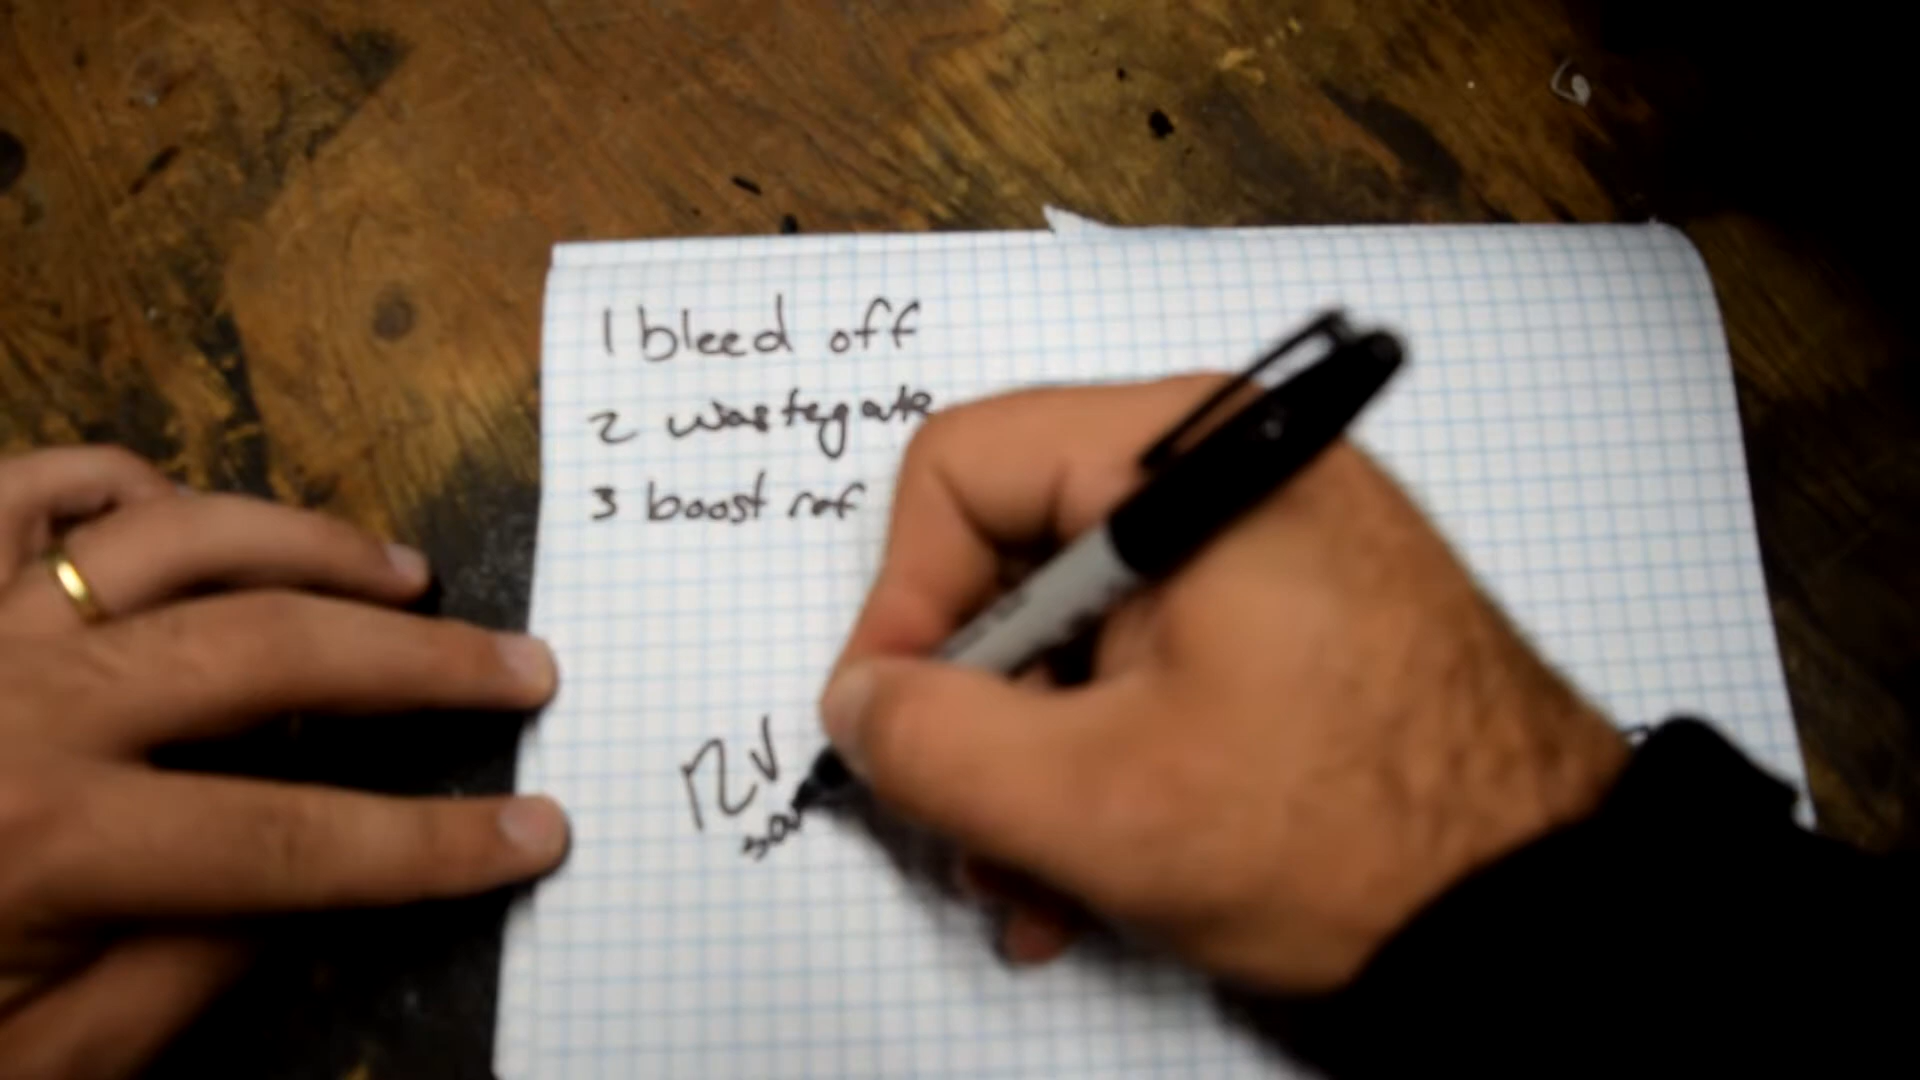 1 bleed off
2 wastegate
3 boost ref
12V